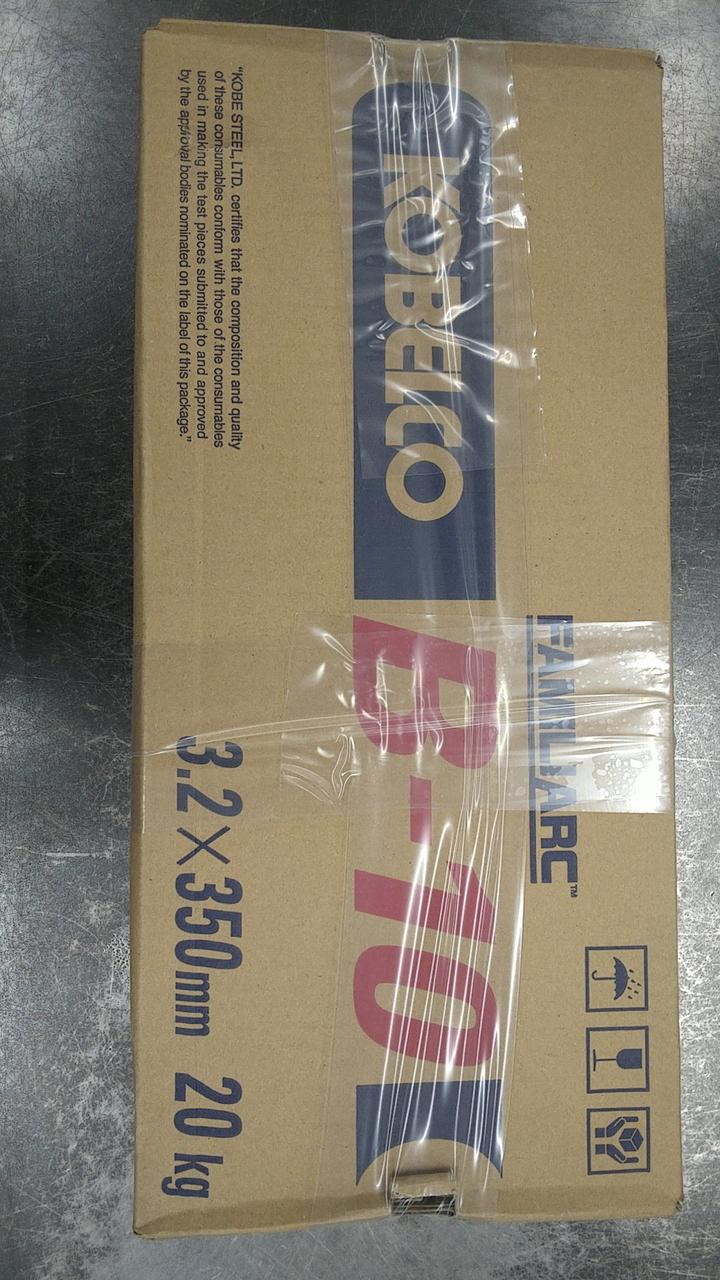 FAMILIARC™
KOBELCO
B-10
"KOBE STEEL, LTD. certifies that the composition and quality
of these consumables conform with those of the consumables
used in making the test pieces submitted to and approved
by the approval bodies nominated on the label of this package."
3.2×350mm 20 kg